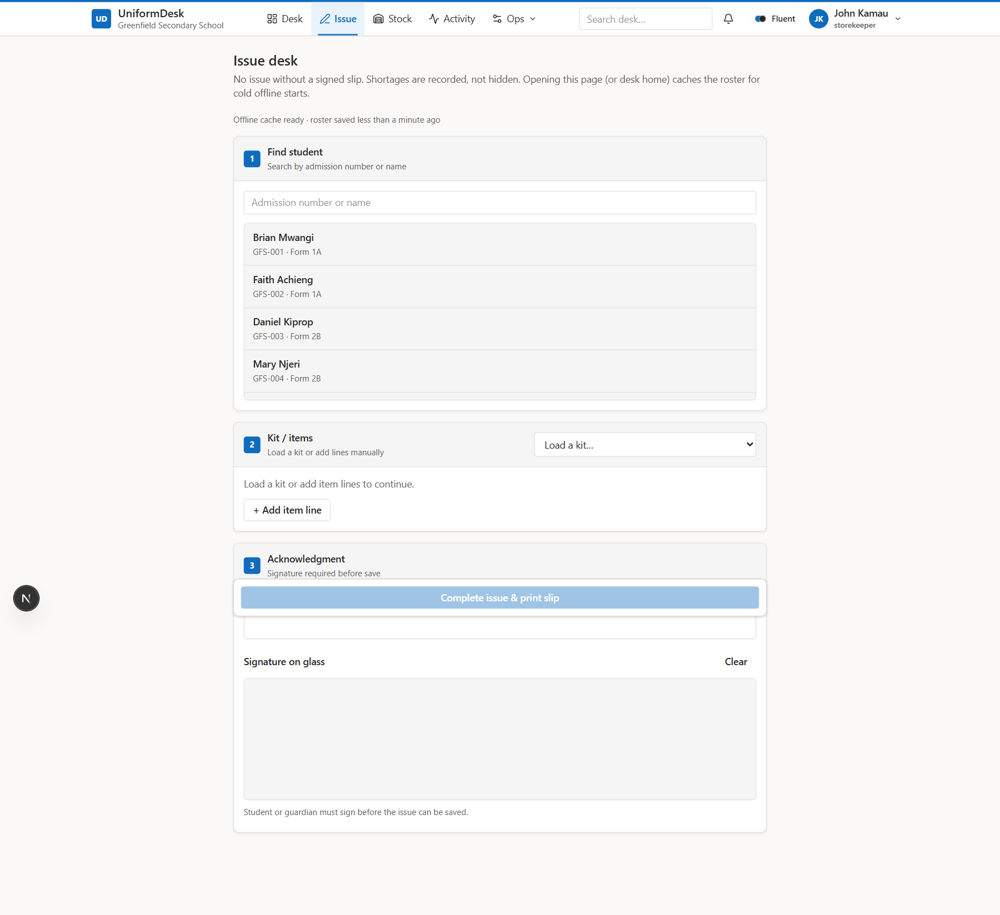 UD
UniformDesk
Greenfield Secondary School
Desk
Issue
Stock
Activity
Ops
Search desk...
Fluent
JK
John Kamau
storekeeper
Issue desk
No issue without a signed slip. Shortages are recorded, not hidden. Opening this page (or desk home) caches the roster for
cold offline starts.
Offline cache ready · roster saved less than a minute ago
1
Find student
Search by admission number or name
Admission number or name
Brian Mwangi
GFS-001 · Form 1A
Faith Achieng
GFS-002 · Form 1A
Daniel Kiprop
GFS-003 · Form 2B
Mary Njeri
GFS-004 · Form 2B
2
Kit / items
Load a kit or add lines manually
Load a kit...
Load a kit or add item lines to continue.
+ Add item line
3
Acknowledgment
Signature required before save
N
Complete issue & print slip
Signature on glass
Clear
Student or guardian must sign before the issue can be saved.